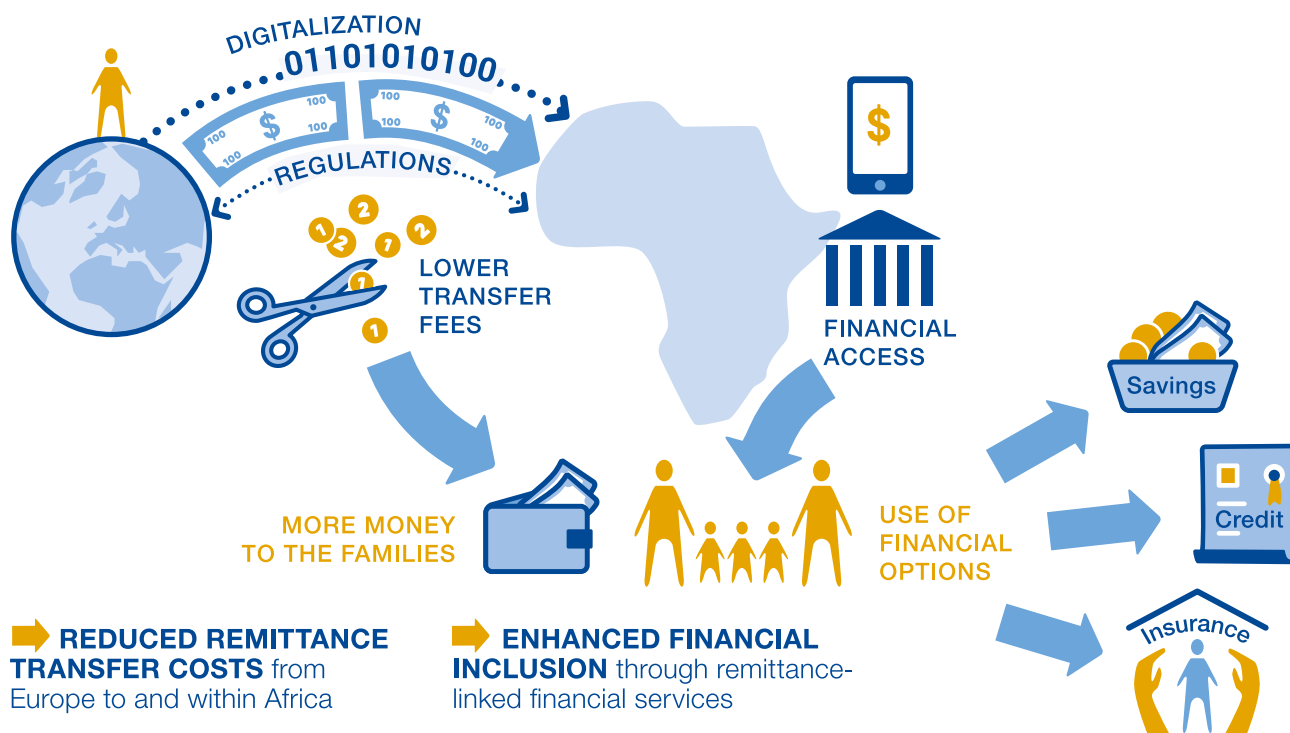 DIGITALIZATION
01101010100
100 100 100 100
$
100 100 100 100
$
REGULATIONS
$
2
1
2
1
2
1
1
LOWER
TRANSFER
FEES
FINANCIAL
ACCESS
Savings
Credit
Insurance
MORE MONEY
TO THE FAMILIES
USE OF
FINANCIAL
OPTIONS
REDUCED REMITTANCE
TRANSFER COSTS from
Europe to and within Africa
ENHANCED FINANCIAL
INCLUSION through remittance-
linked financial services